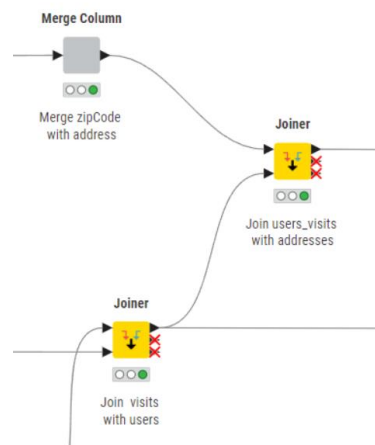 Merge Column
Merge zipCode
with address
Joiner
Join users_visits
with addresses
Joiner
Join visits
with users